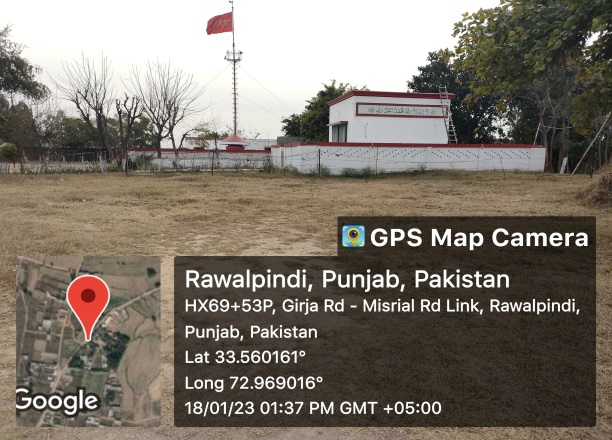 GPS Map Camera
Rawalpindi, Punjab, Pakistan
HX69+53P, Girja Rd - Misrial Rd Link, Rawalpindi,
Punjab, Pakistan
Lat 33.560161°
Long 72.969016°
18/01/23 01:37 PM GMT +05:00
Google